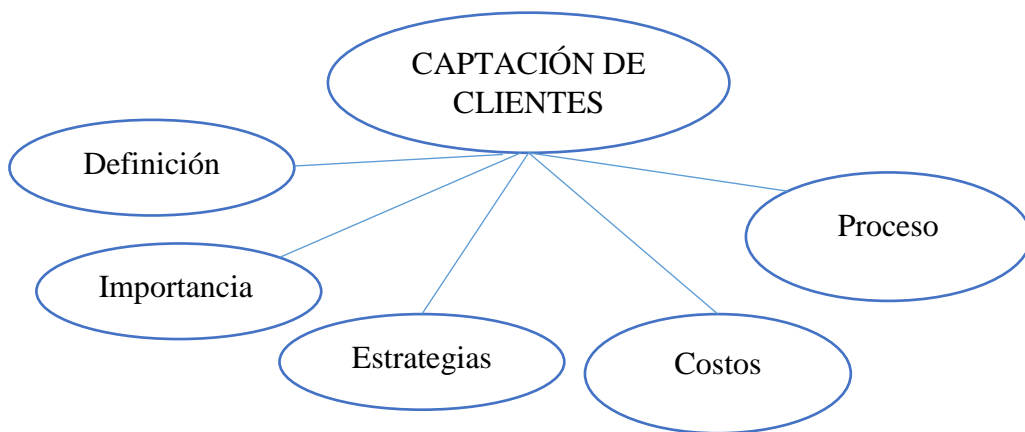 CAPTACIÓN DE
CLIENTES
Definición
Importancia
Estrategias
Costos
Proceso